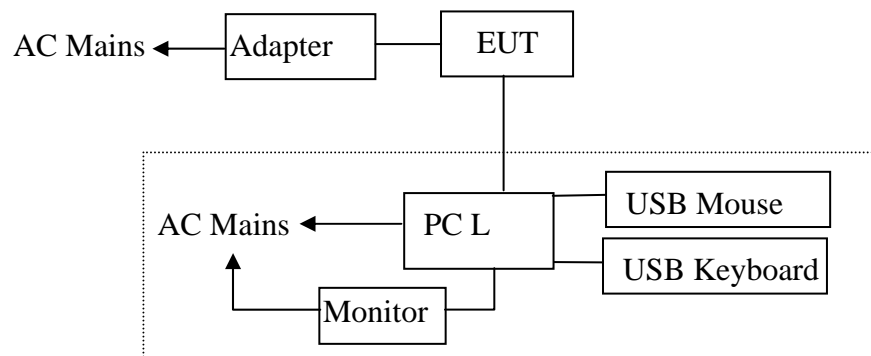 AC Mains
Adapter
EUT
AC Mains
PC L
USB Mouse
USB Keyboard
Monitor